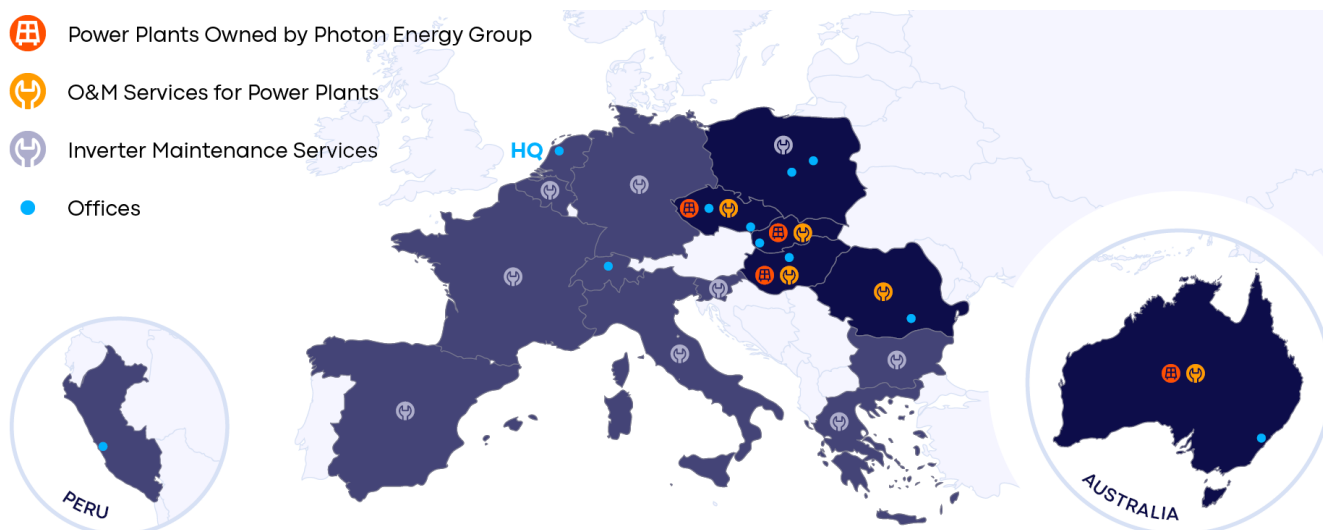 Power Plants Owned by Photon Energy Group
O&M Services for Power Plants
Inverter Maintenance Services
Offices
HQ
PERU
AUSTRALIA